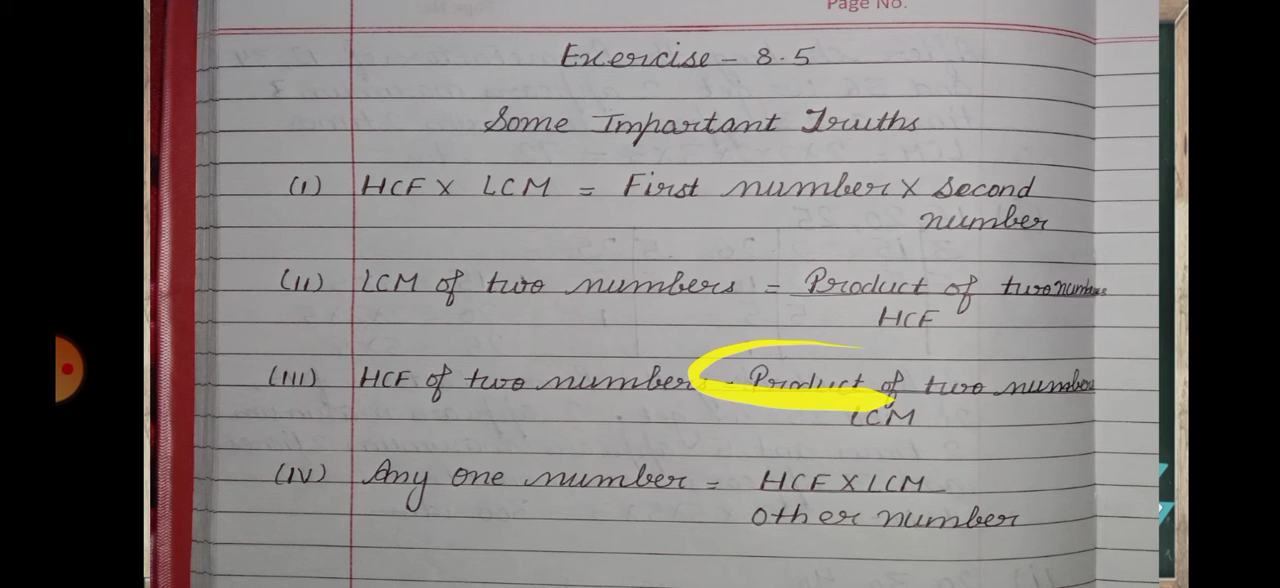 Page No.
Exercise - 8.5
Some Important Truths
(I) HCF X LCM = First number X Second
number
(II) LCM of two numbers = Product of two numbers
HCF
(III) HCF of two numbers = Product of two number
LCM
(IV) Any one number = HCF X LCM
Other number